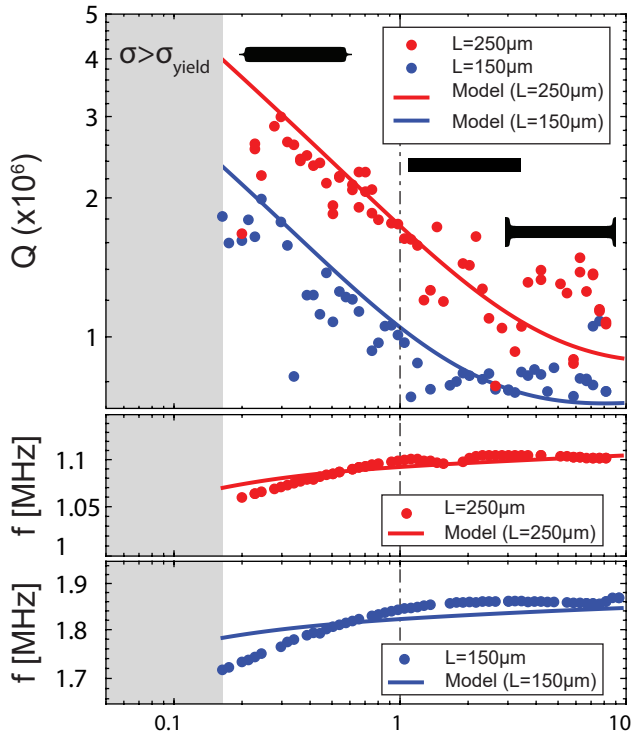 5
4
3
2
1
Q (x10⁶)
σ>σyield
L=250µm
L=150µm
Model (L=250µm)
Model (L=150µm)
1.1
1.05
1
f [MHz]
L=250µm
Model (L=250µm)
1.9
1.8
1.7
f [MHz]
L=150µm
Model (L=150µm)
0.1 1 10